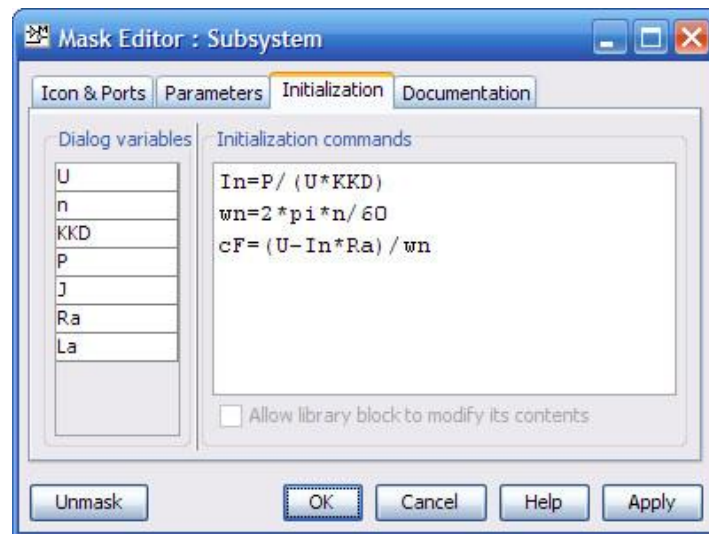 Mask Editor : Subsystem
Icon & Ports Parameters Initialization Documentation
Dialog variables
U
n
KKD
P
J
Ra
La
Initialization commands
In=P/(U*KKD)
wn=2*pi*n/60
cF=(U-In*Ra)/wn
Allow library block to modify its contents
Unmask OK Cancel Help Apply